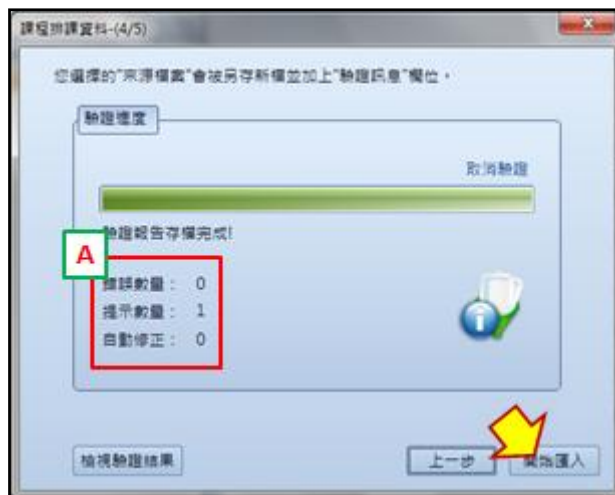 課程排課資料-(4/5)
您選擇的"來源檔案"會被另存新檔並加上"驗證訊息"欄位。
驗證進度
取消驗證
驗證報告存檔完成!
A
錯誤數量： 0
提示數量： 1
自動修正： 0
檢視驗證結果
上一步
開始匯入